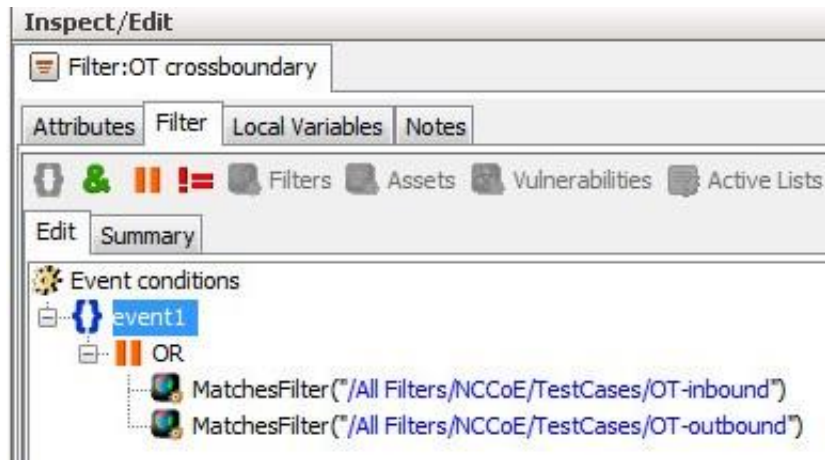 Inspect/Edit
Filter:OT crossboundary
Attributes Filter Local Variables Notes
{} & || != Filters Assets Vulnerabilities Active Lists
Edit Summary
Event conditions
{} event1
|| OR
MatchesFilter("/All Filters/NCCoE/TestCases/OT-inbound")
MatchesFilter("/All Filters/NCCoE/TestCases/OT-outbound")